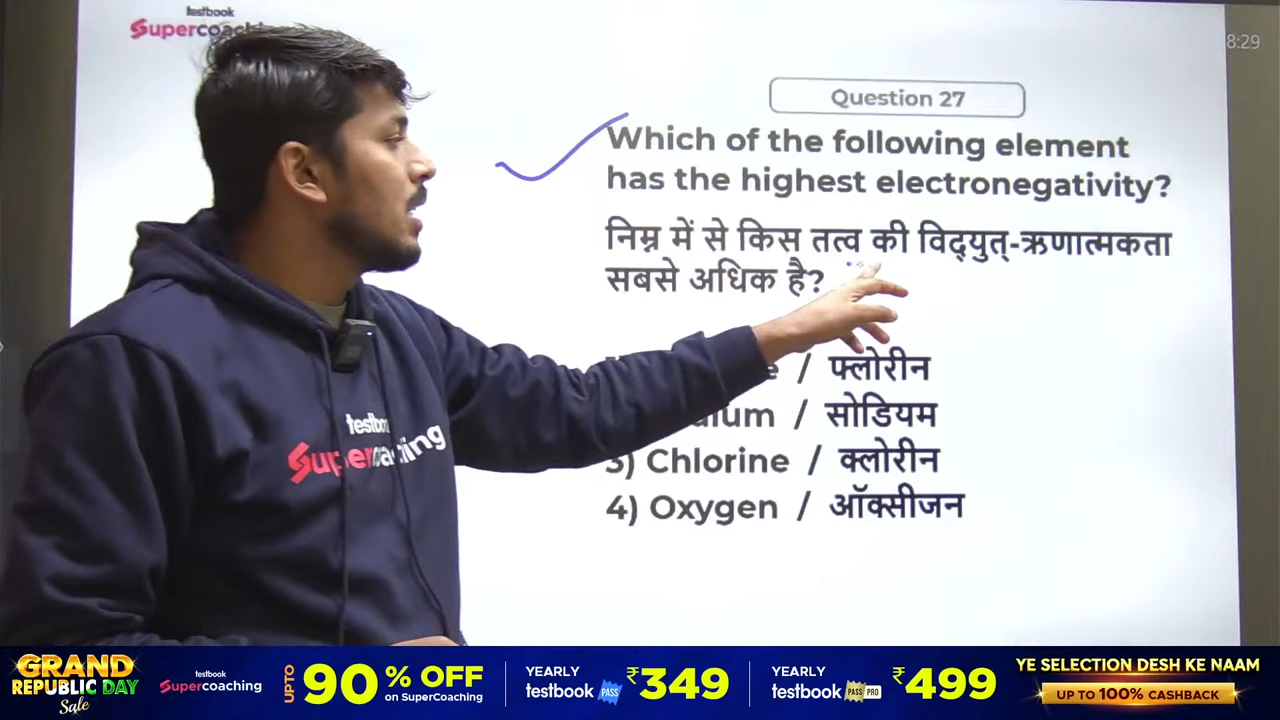 testbook
Supercoaching
8:29
Question 27
Which of the following element
has the highest electronegativity?
निम्न में से किस तत्व की विद्युत्-ऋणात्मकता
सबसे अधिक है?
/ फ्लोरीन
/ सोडियम
3) Chlorine / क्लोरीन
4) Oxygen / ऑक्सीजन
testbook
Supercoaching
GRAND
REPUBLIC DAY
Sale
testbook
Supercoaching
UPTO
90% OFF
on SuperCoaching
YEARLY
testbook PASS
₹349
YEARLY
testbook PASS PRO
₹499
YE SELECTION DESH KE NAAM
UP TO 100% CASHBACK